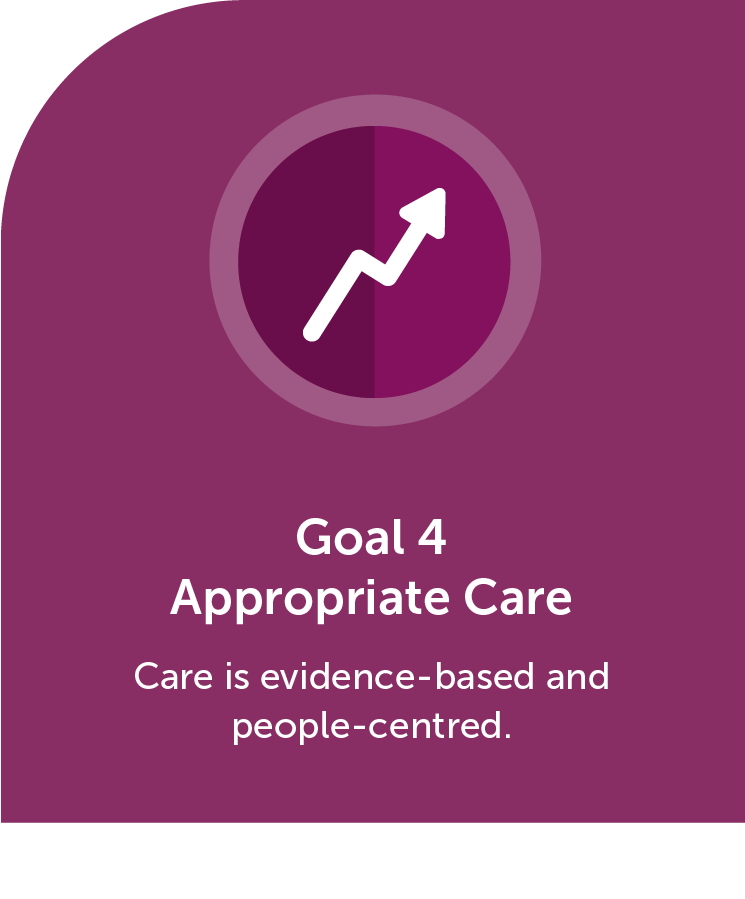 Goal 4
Appropriate Care
Care is evidence-based and
people-centred.